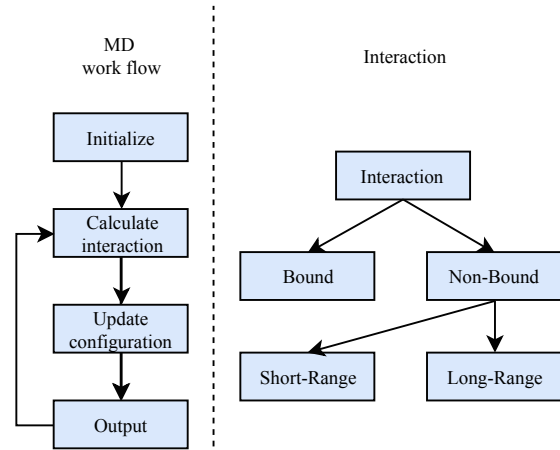 MD
work flow
Initialize
Calculate
interaction
Update
configuration
Output
Interaction
Interaction
Bound
Non-Bound
Short-Range
Long-Range